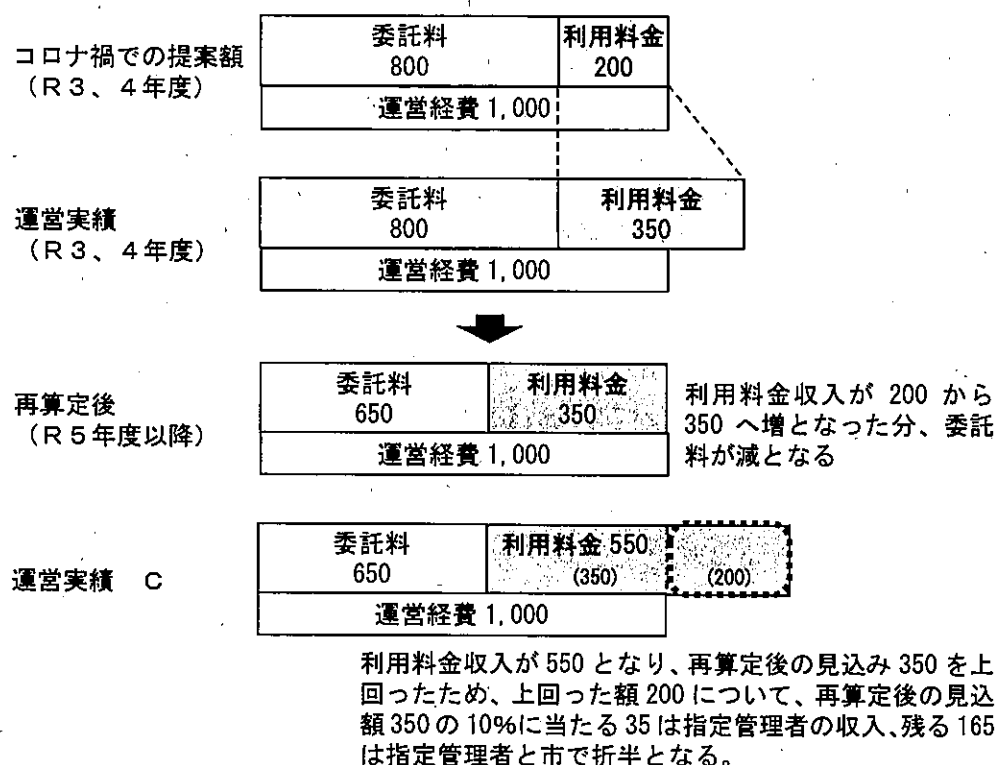 コロナ禍での提案額
（Ｒ３、４年度）
委託料
800
利用料金
200
運営経費 1,000
運営実績
（Ｒ３、４年度）
委託料
800
利用料金
350
運営経費 1,000
再算定後
（Ｒ５年度以降）
委託料
650
利用料金
350
運営経費 1,000
利用料金収入が 200 から
350 へ増となった分、委託
料が減となる
運営実績　Ｃ
委託料
650
利用料金 550
(350)
(200)
運営経費 1,000
利用料金収入が 550 となり、再算定後の見込み 350 を上
回ったため、上回った額 200 について、再算定後の見込
額 350 の 10%に当たる 35 は指定管理者の収入、残る 165
は指定管理者と市で折半となる。